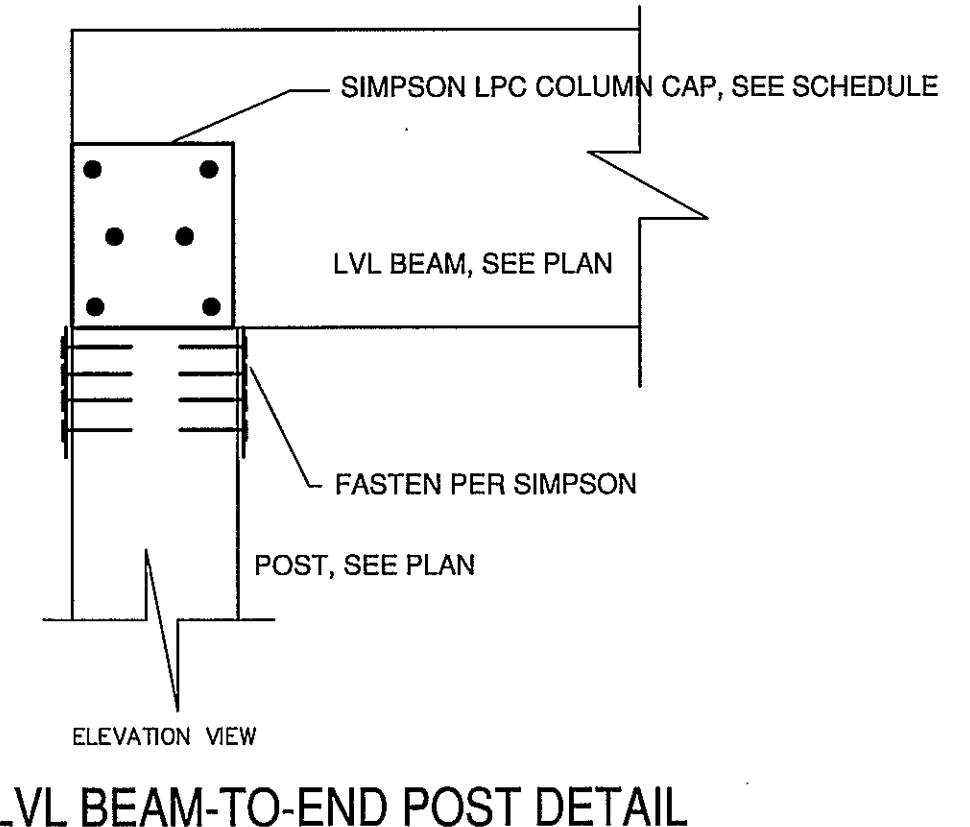 SIMPSON LPC COLUMN CAP, SEE SCHEDULE
LVL BEAM, SEE PLAN
FASTEN PER SIMPSON
POST, SEE PLAN
ELEVATION VIEW
LVL BEAM-TO-END POST DETAIL